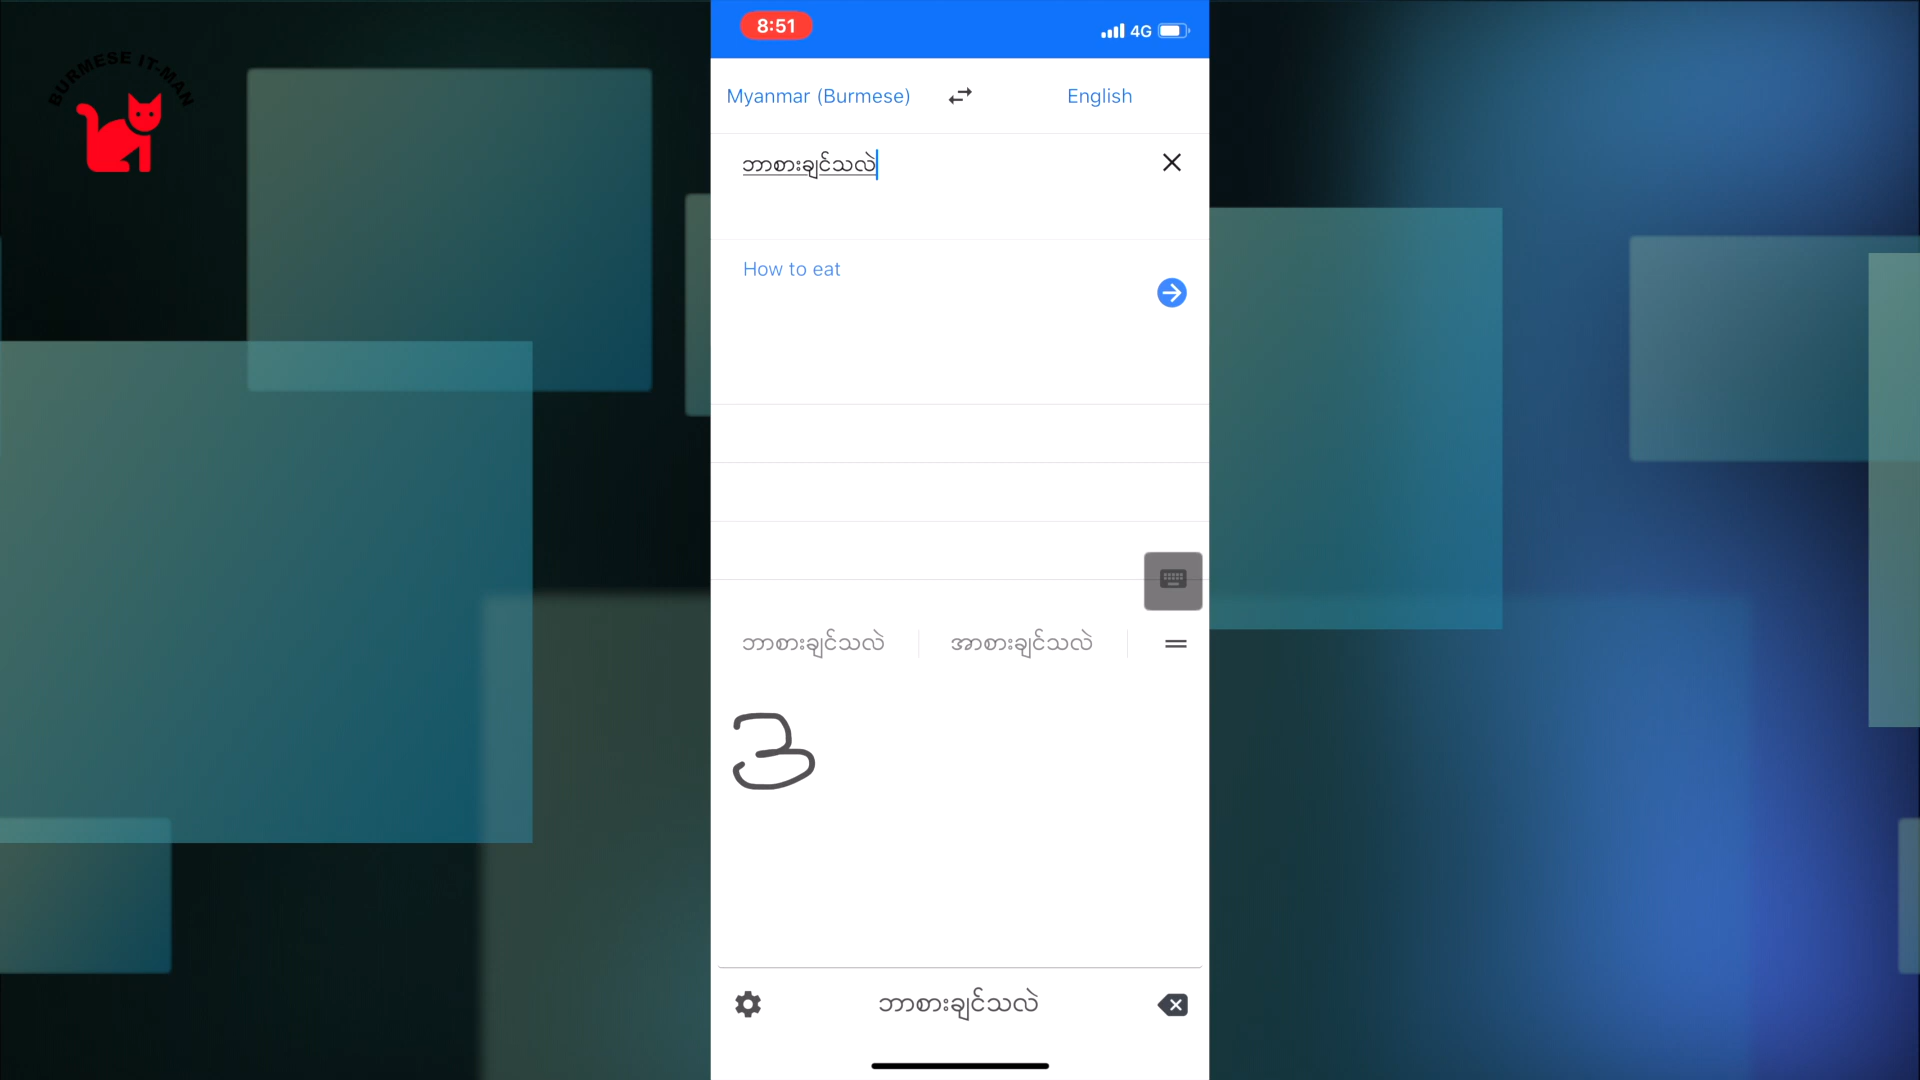 BURMESE IT-MAN
8:51
4G
Myanmar (Burmese)
English
ဘာစားချင်သလဲ
How to eat
ဘာစားချင်သလဲ
အာစားချင်သလဲ
3
ဘာစားချင်သလဲ